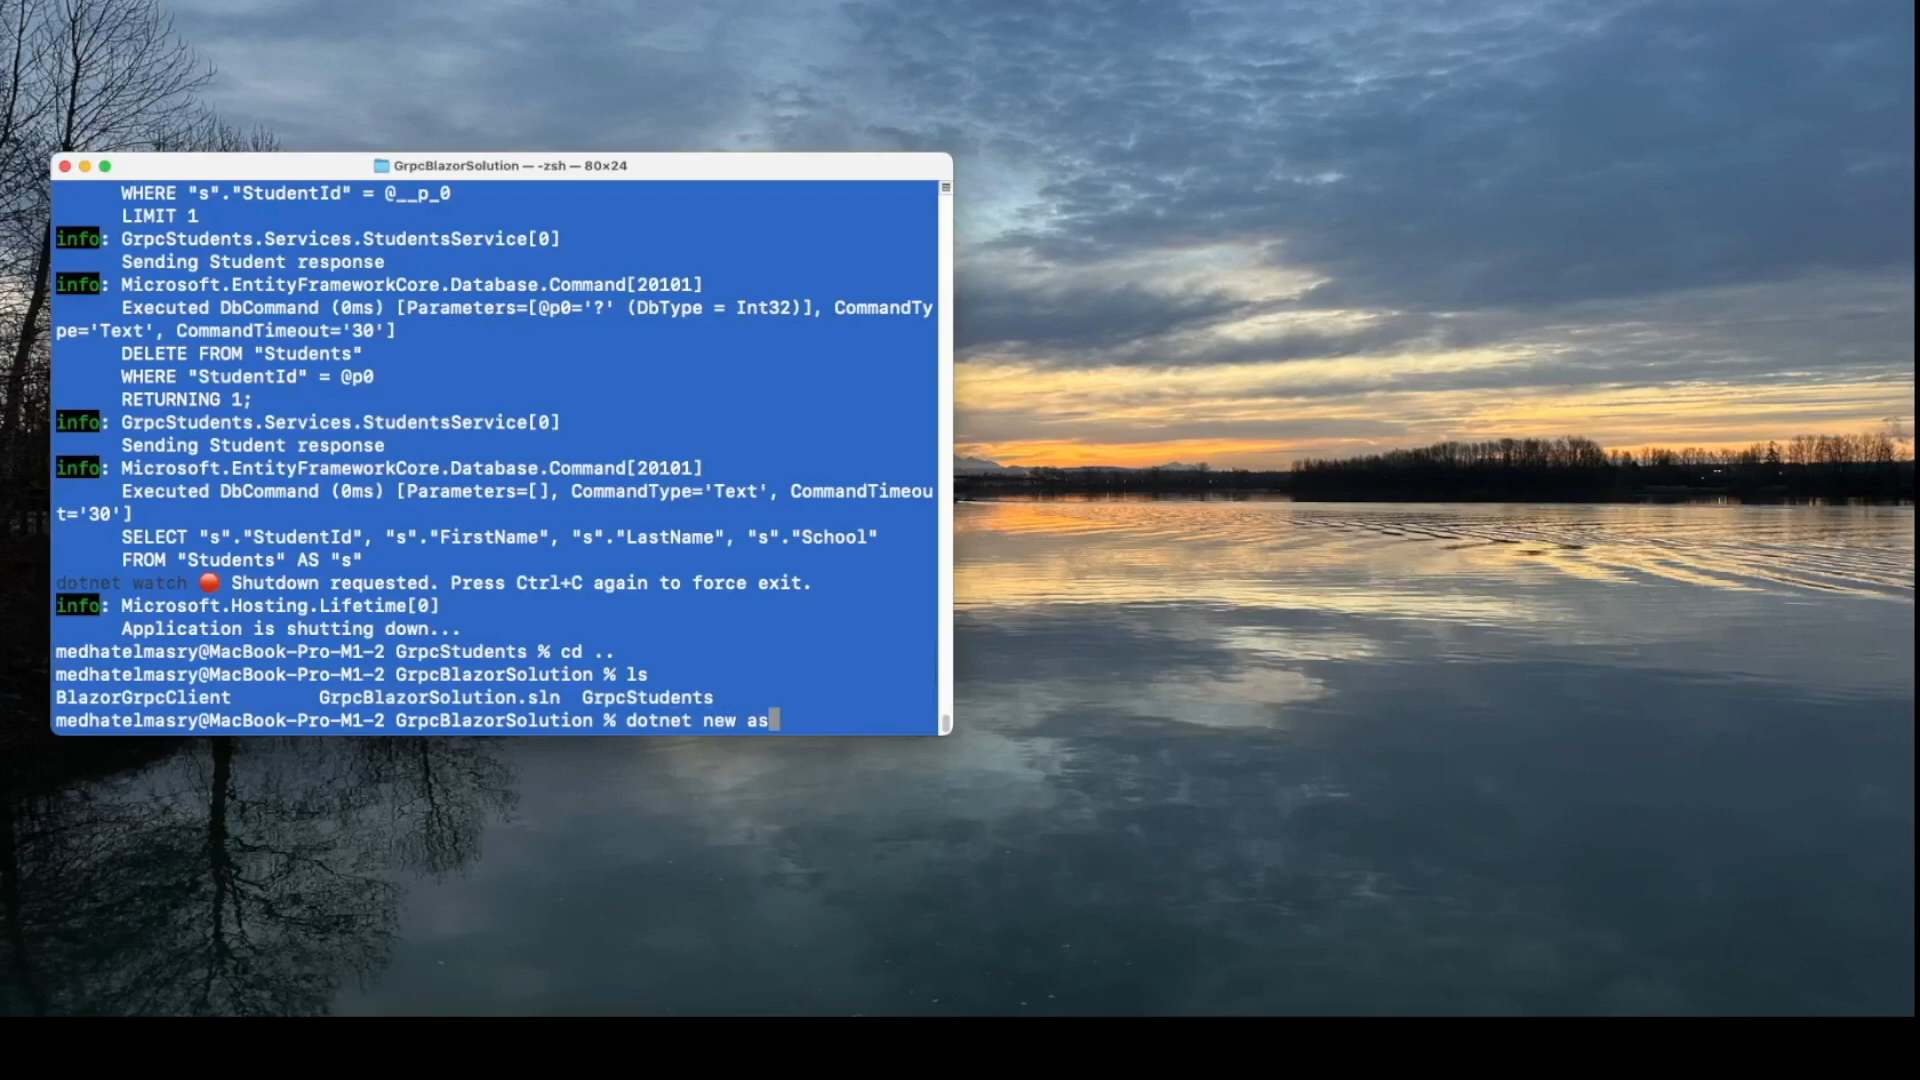 GrpcBlazorSolution — -zsh — 80×24
WHERE "s"."StudentId" = @__p_0
LIMIT 1
info: GrpcStudents.Services.StudentsService[0]
Sending Student response
info: Microsoft.EntityFrameworkCore.Database.Command[20101]
Executed DbCommand (0ms) [Parameters=[@p0='?' (DbType = Int32)], CommandTy
pe='Text', CommandTimeout='30']
DELETE FROM "Students"
WHERE "StudentId" = @p0
RETURNING 1;
info: GrpcStudents.Services.StudentsService[0]
Sending Student response
info: Microsoft.EntityFrameworkCore.Database.Command[20101]
Executed DbCommand (0ms) [Parameters=[], CommandType='Text', CommandTimeou
t='30']
SELECT "s"."StudentId", "s"."FirstName", "s"."LastName", "s"."School"
FROM "Students" AS "s"
dotnet watch 🔴 Shutdown requested. Press Ctrl+C again to force exit.
info: Microsoft.Hosting.Lifetime[0]
Application is shutting down...
medhatelmasry@MacBook-Pro-M1-2 GrpcStudents % cd ..
medhatelmasry@MacBook-Pro-M1-2 GrpcBlazorSolution % ls
BlazorGrpcClient GrpcBlazorSolution.sln GrpcStudents
medhatelmasry@MacBook-Pro-M1-2 GrpcBlazorSolution % dotnet new as